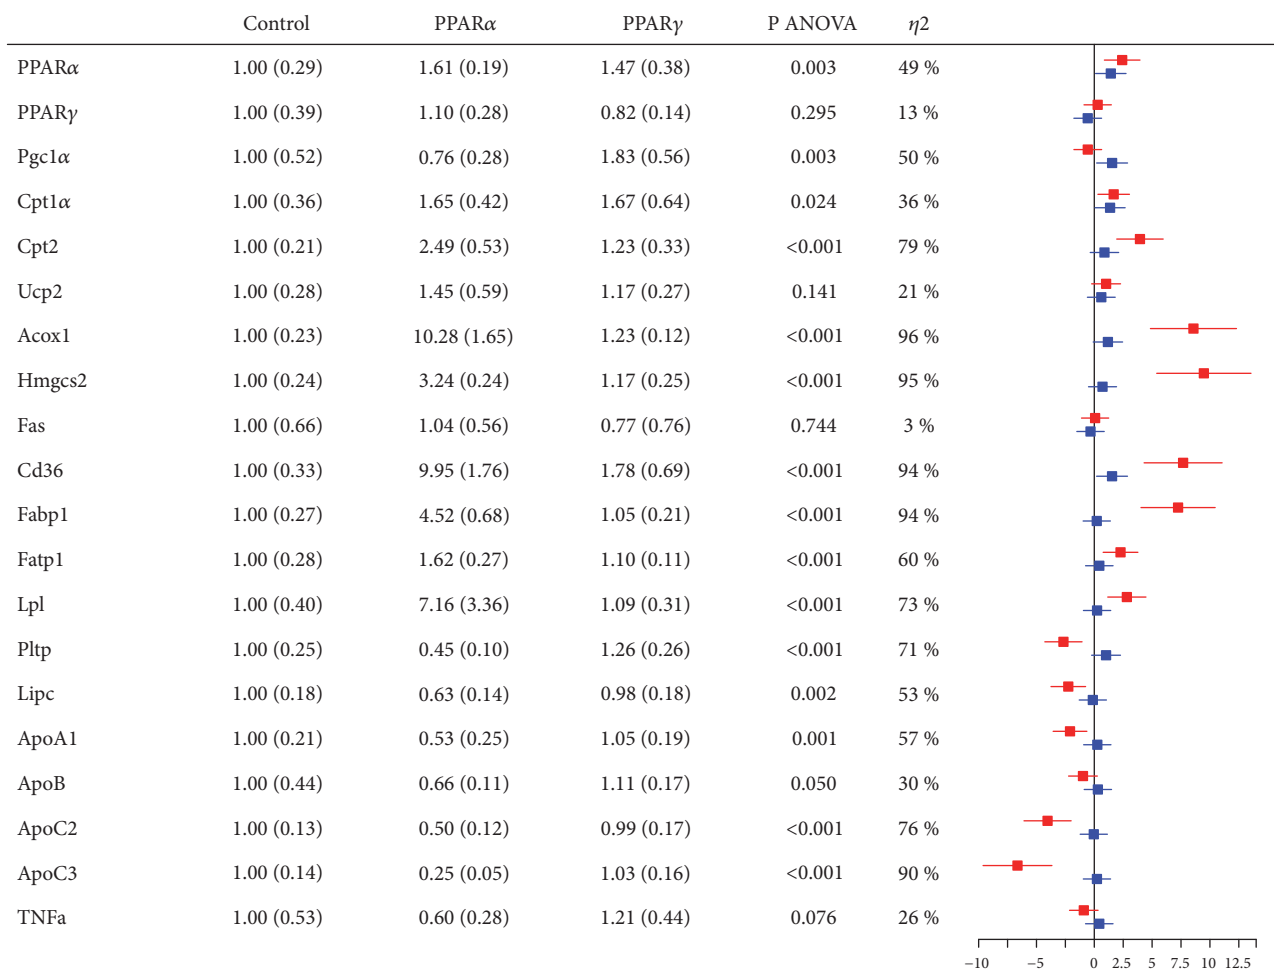 Control PPARα PPARγ P ANOVA η2
PPARα 1.00 (0.29) 1.61 (0.19) 1.47 (0.38) 0.003 49 %
PPARγ 1.00 (0.39) 1.10 (0.28) 0.82 (0.14) 0.295 13 %
Pgc1α 1.00 (0.52) 0.76 (0.28) 1.83 (0.56) 0.003 50 %
Cpt1α 1.00 (0.36) 1.65 (0.42) 1.67 (0.64) 0.024 36 %
Cpt2 1.00 (0.21) 2.49 (0.53) 1.23 (0.33) <0.001 79 %
Ucp2 1.00 (0.28) 1.45 (0.59) 1.17 (0.27) 0.141 21 %
Acox1 1.00 (0.23) 10.28 (1.65) 1.23 (0.12) <0.001 96 %
Hmgcs2 1.00 (0.24) 3.24 (0.24) 1.17 (0.25) <0.001 95 %
Fas 1.00 (0.66) 1.04 (0.56) 0.77 (0.76) 0.744 3 %
Cd36 1.00 (0.33) 9.95 (1.76) 1.78 (0.69) <0.001 94 %
Fabp1 1.00 (0.27) 4.52 (0.68) 1.05 (0.21) <0.001 94 %
Fatp1 1.00 (0.28) 1.62 (0.27) 1.10 (0.11) <0.001 60 %
Lpl 1.00 (0.40) 7.16 (3.36) 1.09 (0.31) <0.001 73 %
Pltp 1.00 (0.25) 0.45 (0.10) 1.26 (0.26) <0.001 71 %
Lipc 1.00 (0.18) 0.63 (0.14) 0.98 (0.18) 0.002 53 %
ApoA1 1.00 (0.21) 0.53 (0.25) 1.05 (0.19) 0.001 57 %
ApoB 1.00 (0.44) 0.66 (0.11) 1.11 (0.17) 0.050 30 %
ApoC2 1.00 (0.13) 0.50 (0.12) 0.99 (0.17) <0.001 76 %
ApoC3 1.00 (0.14) 0.25 (0.05) 1.03 (0.16) <0.001 90 %
TNFa 1.00 (0.53) 0.60 (0.28) 1.21 (0.44) 0.076 26 %
−10 −5 0 2.5 5 7.5 10 12.5